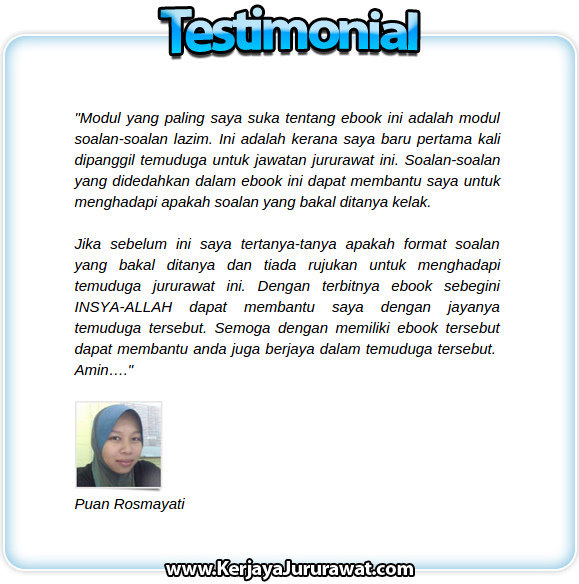 Testimonial
"Modul yang paling saya suka tentang ebook ini adalah modul
soalan-soalan lazim. Ini adalah kerana saya baru pertama kali
dipanggil temuduga untuk jawatan jururawat ini. Soalan-soalan
yang didedahkan dalam ebook ini dapat membantu saya untuk
menghadapi apakah soalan yang bakal ditanya kelak.
Jika sebelum ini saya tertanya-tanya apakah format soalan
yang bakal ditanya dan tiada rujukan untuk menghadapi
temuduga jururawat ini. Dengan terbitnya ebook sebegini
INSYA-ALLAH dapat membantu saya dengan jayanya
temuduga tersebut. Semoga dengan memiliki ebook tersebut
dapat membantu anda juga berjaya dalam temuduga tersebut.
Amin…."
Puan Rosmayati
www.KerjayaJururawat.com